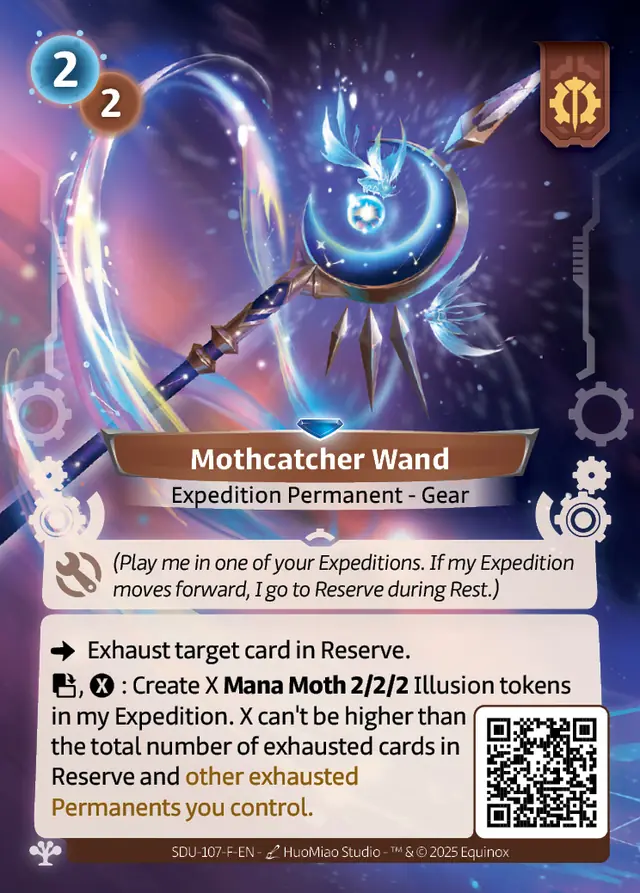 2
2
Mothcatcher Wand
Expedition Permanent - Gear
(Play me in one of your Expeditions. If my Expedition
moves forward, I go to Reserve during Rest.)
Exhaust target card in Reserve.
, X : Create X Mana Moth 2/2/2 Illusion tokens
in my Expedition. X can't be higher than
the total number of exhausted cards in
Reserve and other exhausted
Permanents you control.
SDU-107-F-EN - HuoMiao Studio - ™ & © 2025 Equinox